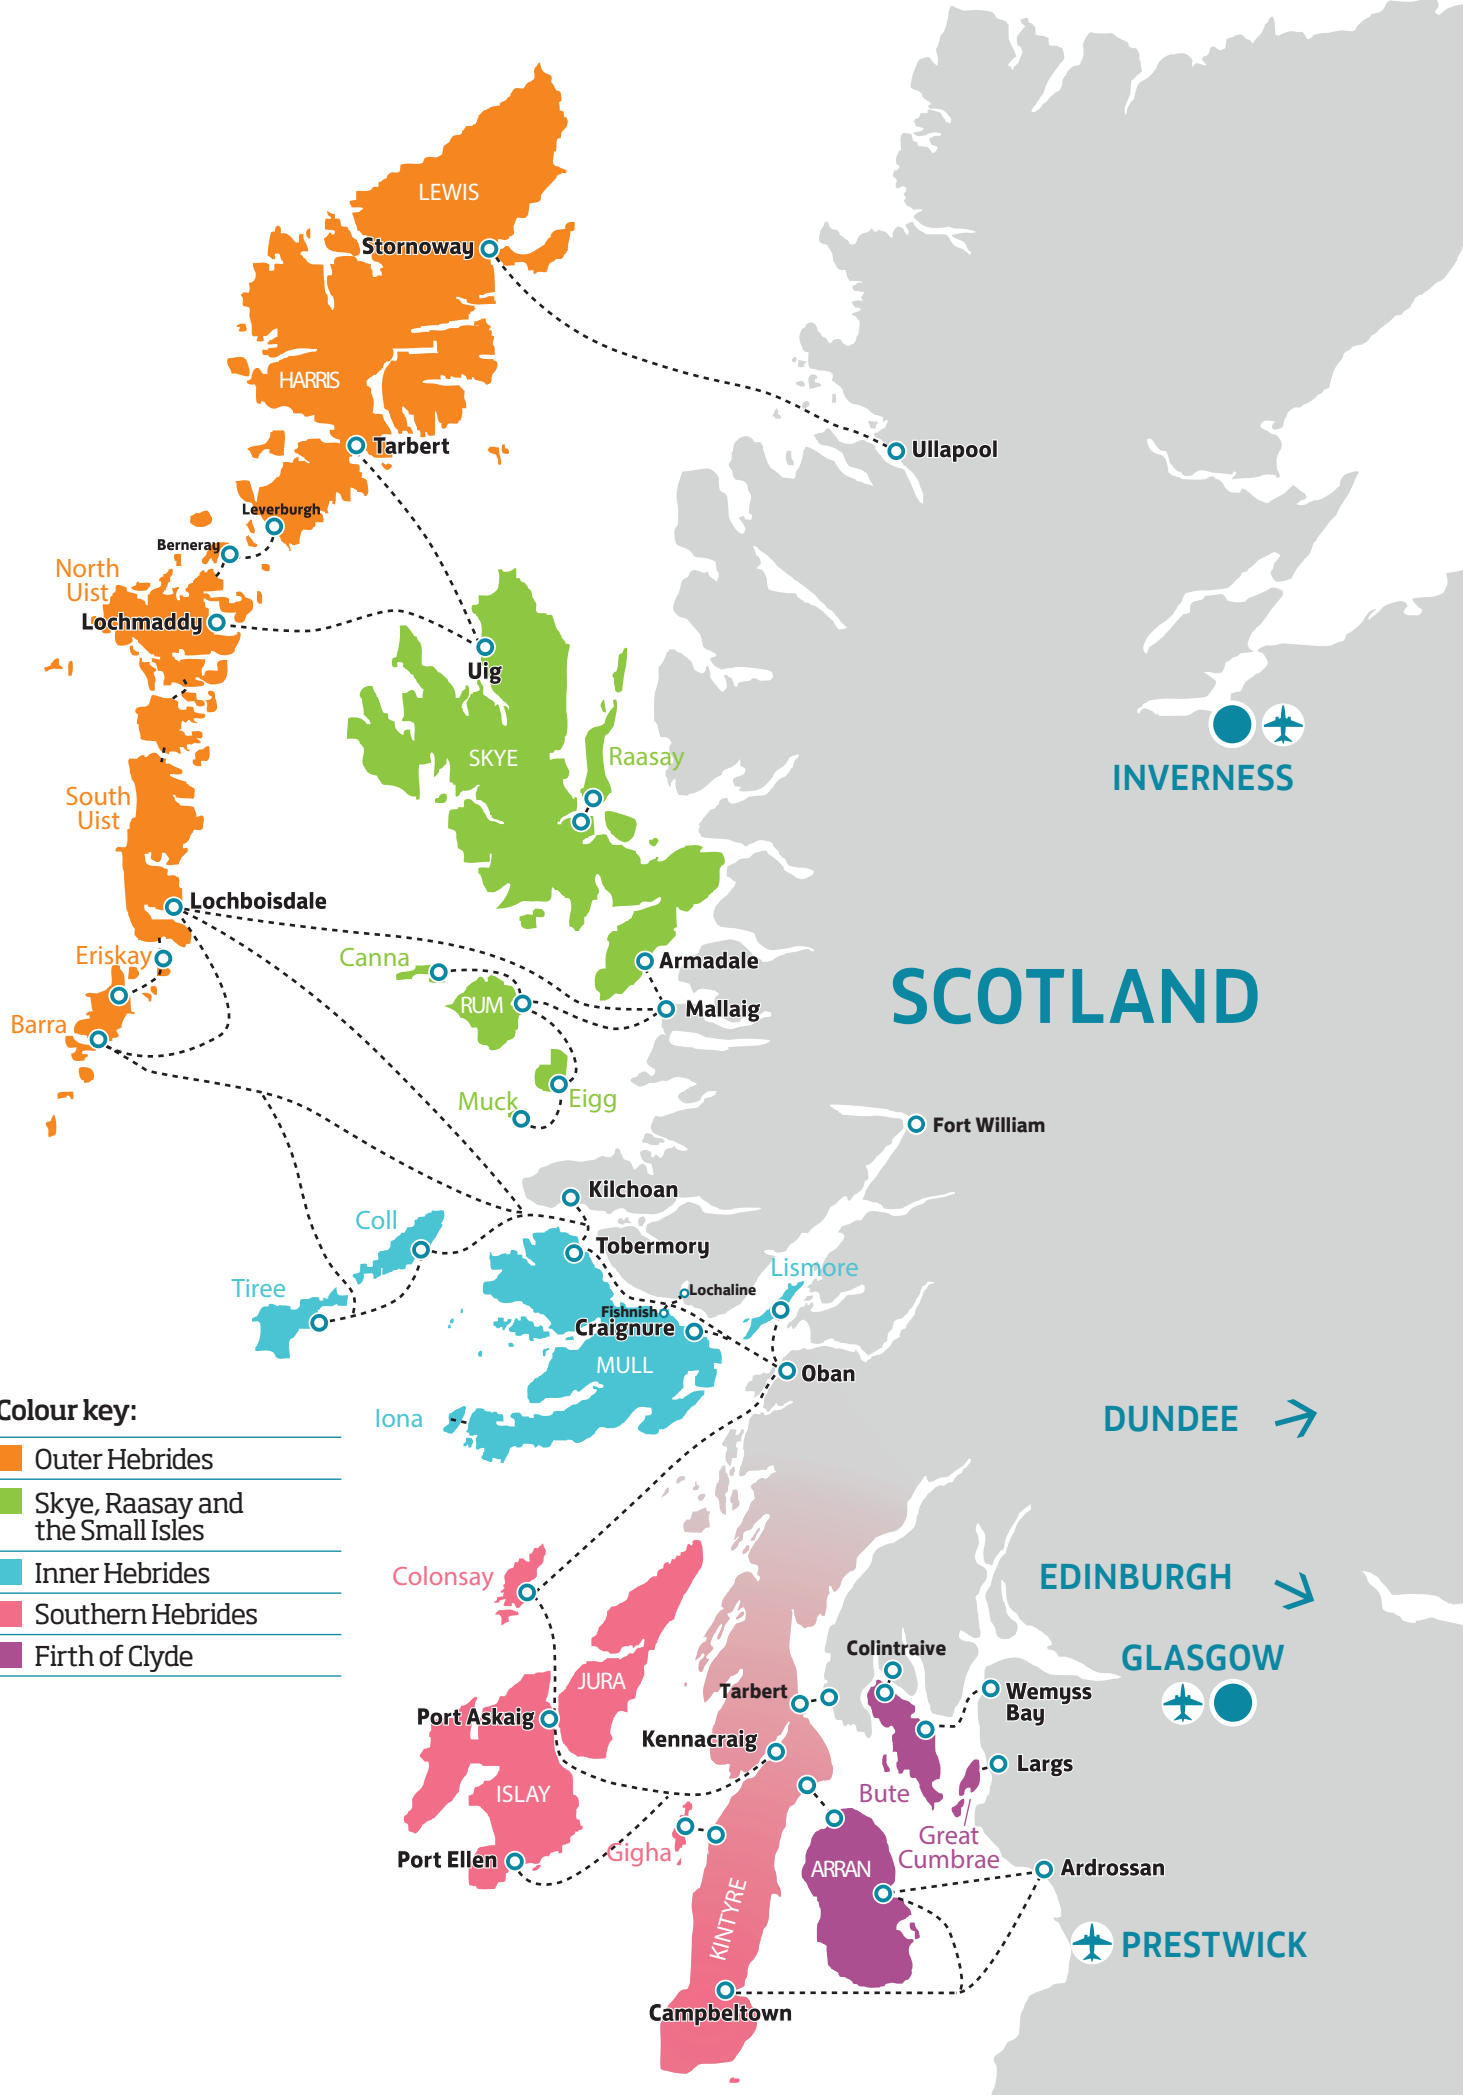 LEWIS
Stornoway
HARRIS
Tarbert
Ullapool
Leverburgh
Berneray
North
Uist
Lochmaddy
Uig
SKYE
Raasay
INVERNESS
South
Uist
Lochboisdale
Eriskay
Canna
Armadale
RUM
Mallaig
SCOTLAND
Barra
Muck
Eigg
Fort William
Kilchoan
Coll
Tobermory
Lismore
Tiree
Lochaline
Fishnish
Craignure
MULL
Oban
Iona
DUNDEE
Colour key:
Outer Hebrides
Skye, Raasay and
the Small Isles
Inner Hebrides
Southern Hebrides
Firth of Clyde
Colonsay
EDINBURGH
Colintraive
GLASGOW
JURA
Tarbert
Wemyss
Bay
Port Askaig
Kennacraig
Largs
ISLAY
Bute
Great
Cumbrae
Gigha
Port Ellen
ARRAN
Ardrossan
KINTYRE
PRESTWICK
Campbeltown